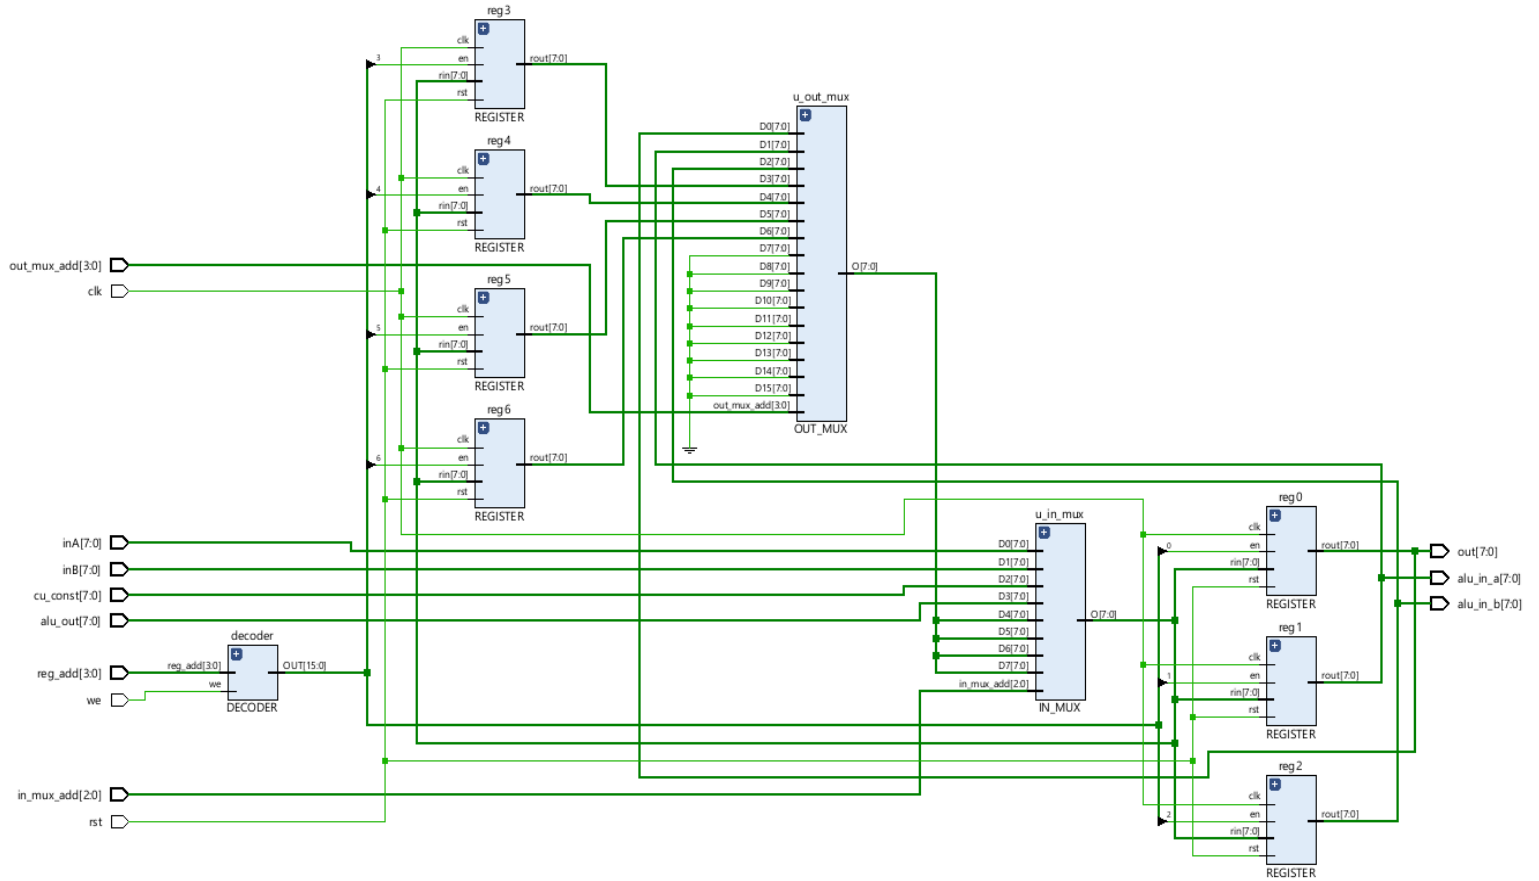 reg3
clk
3
en
rin[7:0]
rst
rout[7:0]
REGISTER
reg4
clk
4
en
rin[7:0]
rst
rout[7:0]
REGISTER
reg5
clk
5
en
rin[7:0]
rst
rout[7:0]
REGISTER
reg6
clk
6
en
rin[7:0]
rst
rout[7:0]
REGISTER
u_out_mux
D0[7:0]
D1[7:0]
D2[7:0]
D3[7:0]
D4[7:0]
D5[7:0]
D6[7:0]
D7[7:0]
D8[7:0]
D9[7:0]
D10[7:0]
D11[7:0]
D12[7:0]
D13[7:0]
D14[7:0]
D15[7:0]
out_mux_add[3:0]
O[7:0]
OUT_MUX
out_mux_add[3:0]
clk
inA[7:0]
inB[7:0]
cu_const[7:0]
alu_out[7:0]
reg_add[3:0]
we
in_mux_add[2:0]
rst
decoder
reg_add[3:0]
we
OUT[15:0]
DECODER
u_in_mux
D0[7:0]
D1[7:0]
D2[7:0]
D3[7:0]
D4[7:0]
D5[7:0]
D6[7:0]
D7[7:0]
in_mux_add[2:0]
O[7:0]
IN_MUX
reg0
clk
0
en
rin[7:0]
rst
rout[7:0]
REGISTER
reg1
clk
1
en
rin[7:0]
rst
rout[7:0]
REGISTER
reg2
clk
2
en
rin[7:0]
rst
rout[7:0]
REGISTER
out[7:0]
alu_in_a[7:0]
alu_in_b[7:0]